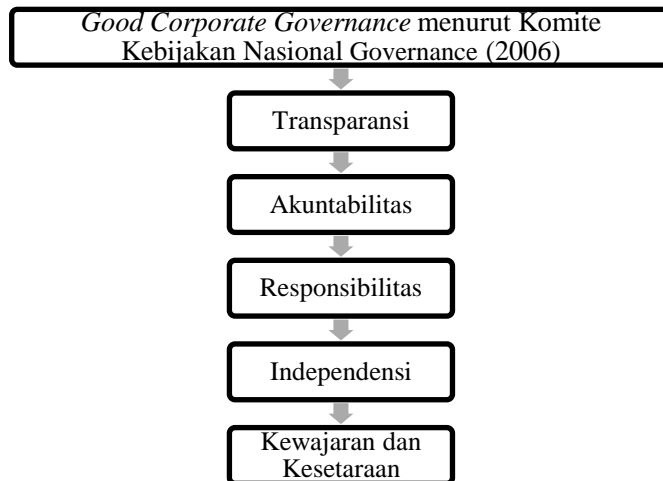 Good Corporate Governance menurut Komite
Kebijakan Nasional Governance (2006)
Transparansi
Akuntabilitas
Responsibilitas
Independensi
Kewajaran dan
Kesetaraan